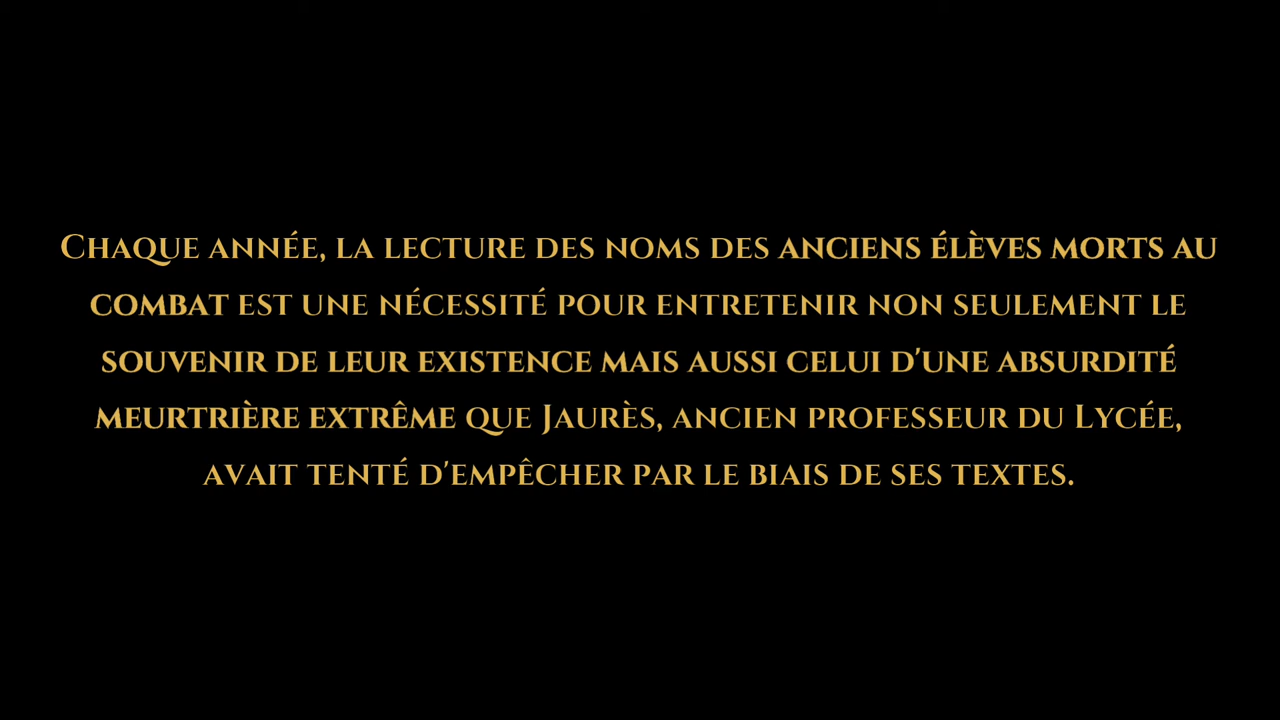 Chaque année, la lecture des noms des anciens élèves morts au
combat est une nécessité pour entretenir non seulement le
souvenir de leur existence mais aussi celui d'une absurdité
meurtrière extrême que Jaurès, ancien professeur du Lycée,
avait tenté d'empêcher par le biais de ses textes.